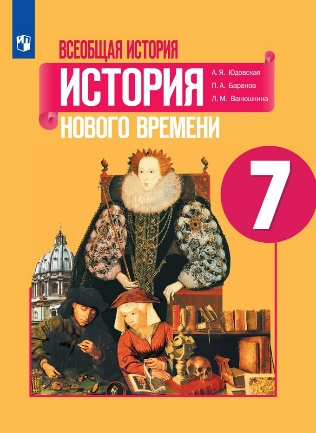 ВСЕОБЩАЯ ИСТОРИЯ
ИСТОРИЯ
НОВОГО ВРЕМЕНИ
А. Я. Юдовская
П. А. Баранов
Л. М. Ванюшкина
7